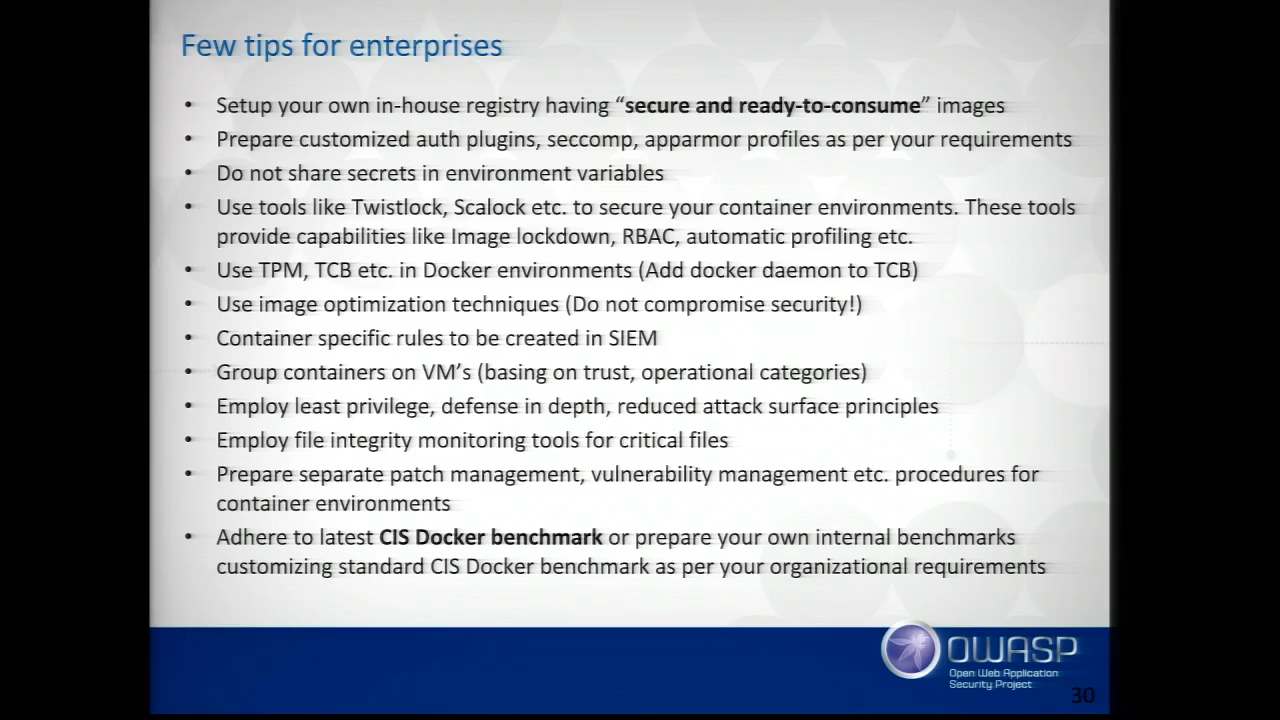 Few tips for enterprises
• Setup your own in-house registry having “secure and ready-to-consume” images
• Prepare customized auth plugins, seccomp, apparmor profiles as per your requirements
• Do not share secrets in environment variables
• Use tools like Twistlock, Scalock etc. to secure your container environments. These tools
provide capabilities like Image lockdown, RBAC, automatic profiling etc.
• Use TPM, TCB etc. in Docker environments (Add docker daemon to TCB)
• Use image optimization techniques (Do not compromise security!)
• Container specific rules to be created in SIEM
• Group containers on VM’s (basing on trust, operational categories)
• Employ least privilege, defense in depth, reduced attack surface principles
• Employ file integrity monitoring tools for critical files
• Prepare separate patch management, vulnerability management etc. procedures for
container environments
• Adhere to latest CIS Docker benchmark or prepare your own internal benchmarks
customizing standard CIS Docker benchmark as per your organizational requirements
OWASP
Open Web Application
Security Project
30